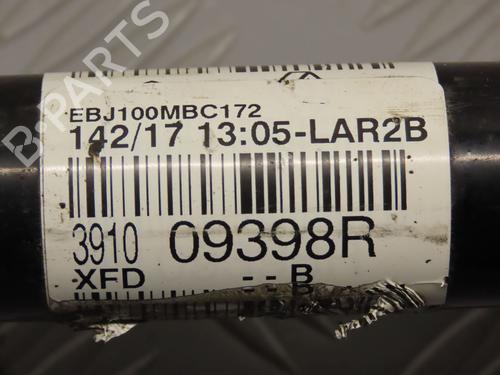 B-Parts
EBJ100MBC172
142/17 13:05-LAR2B
3910 09398R
XFD --B
B